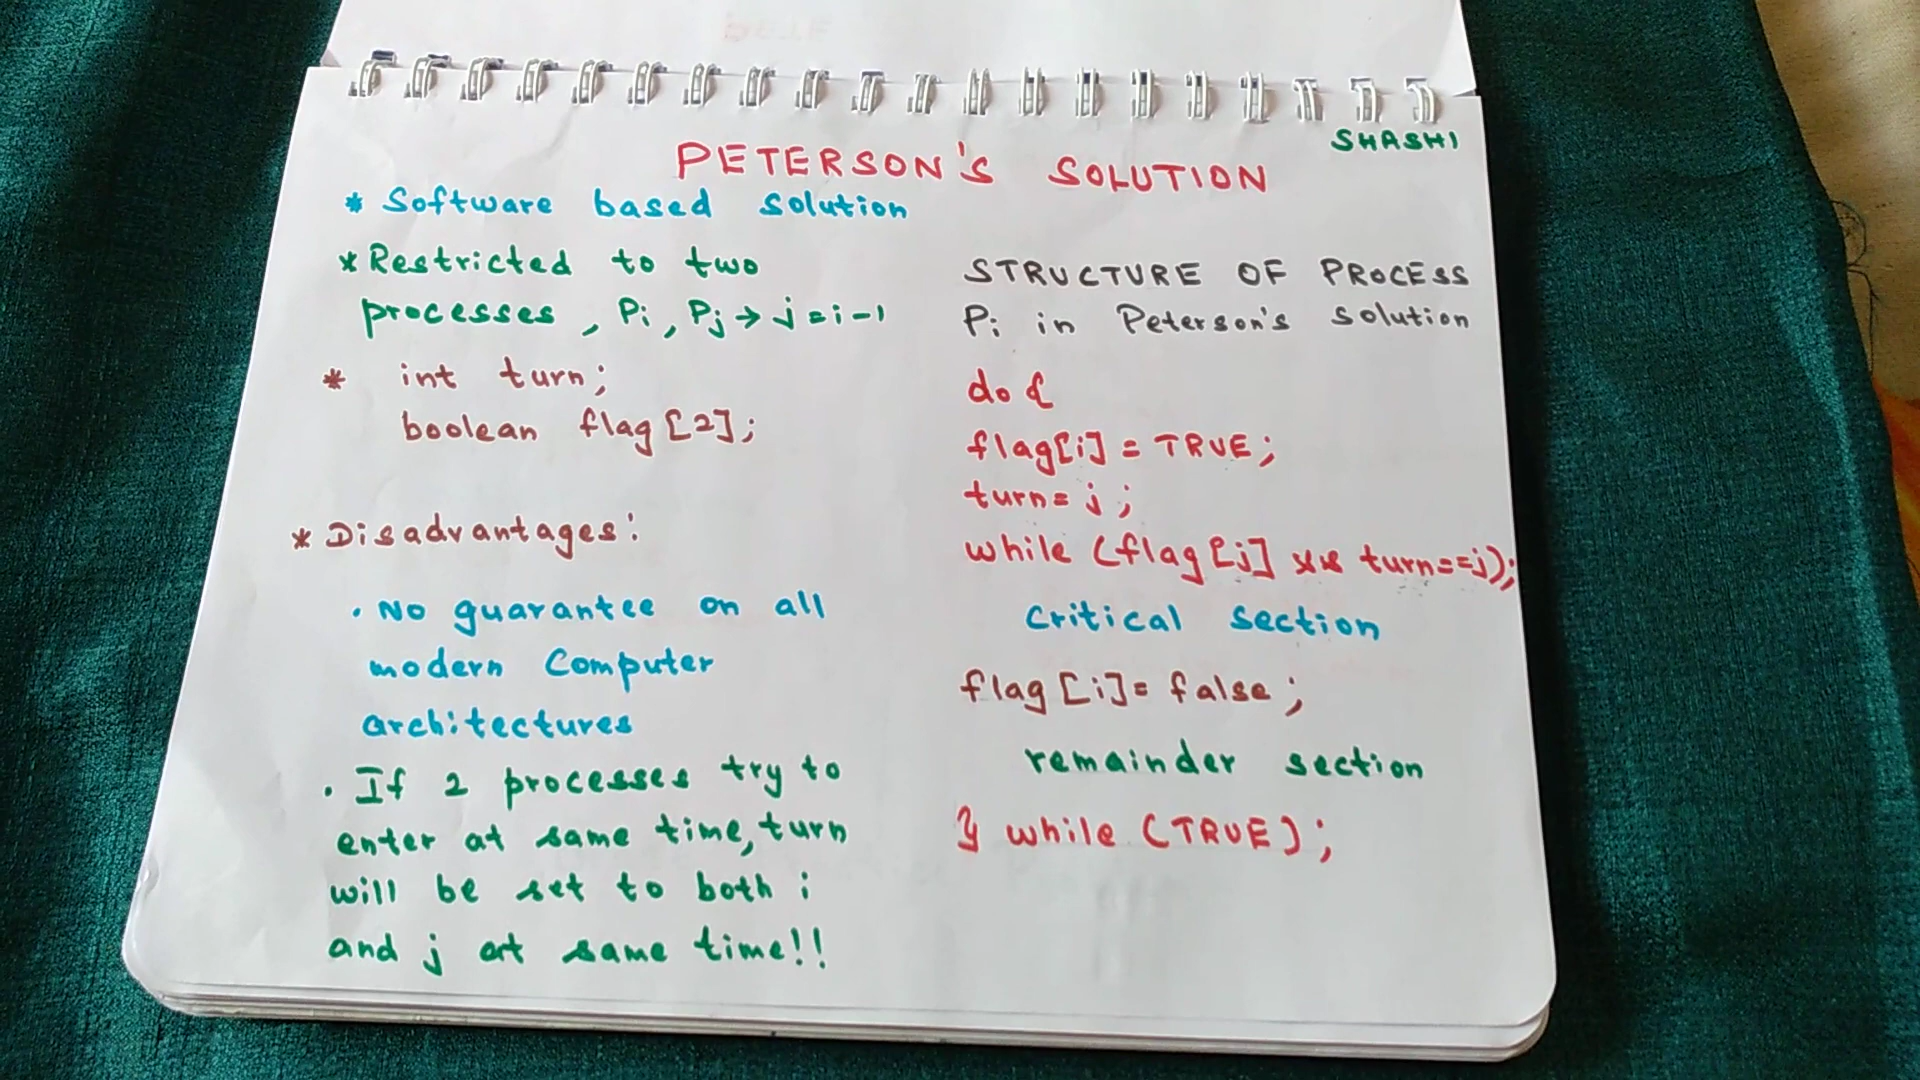 SHASHI
PETERSON'S SOLUTION
* Software based solution
* Restricted to two
processes, Pi, Pj → j = i - 1
* int turn;
boolean flag [2];
* Disadvantages:
. No guarantee on all
modern Computer
architectures
. If 2 processes try to
enter at same time, turn
will be set to both i
and j at same time!!
STRUCTURE OF PROCESS
Pi in Peterson's solution
do {
flag[i] = TRUE;
turn = j ;
while (flag [j] && turn == j);
Critical section
flag [i] = false ;
remainder section
} while (TRUE);